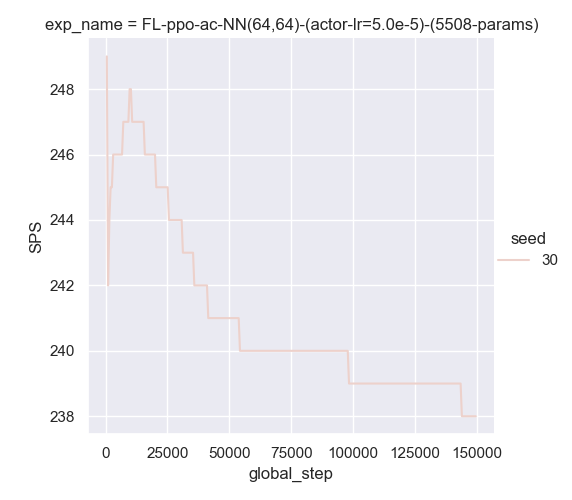 exp_name = FL-ppo-ac-NN(64,64)-(actor-lr=5.0e-5)-(5508-params)
248
246
244
242
240
238
SPS
seed
30
0 25000 50000 75000 100000 125000 150000
global_step